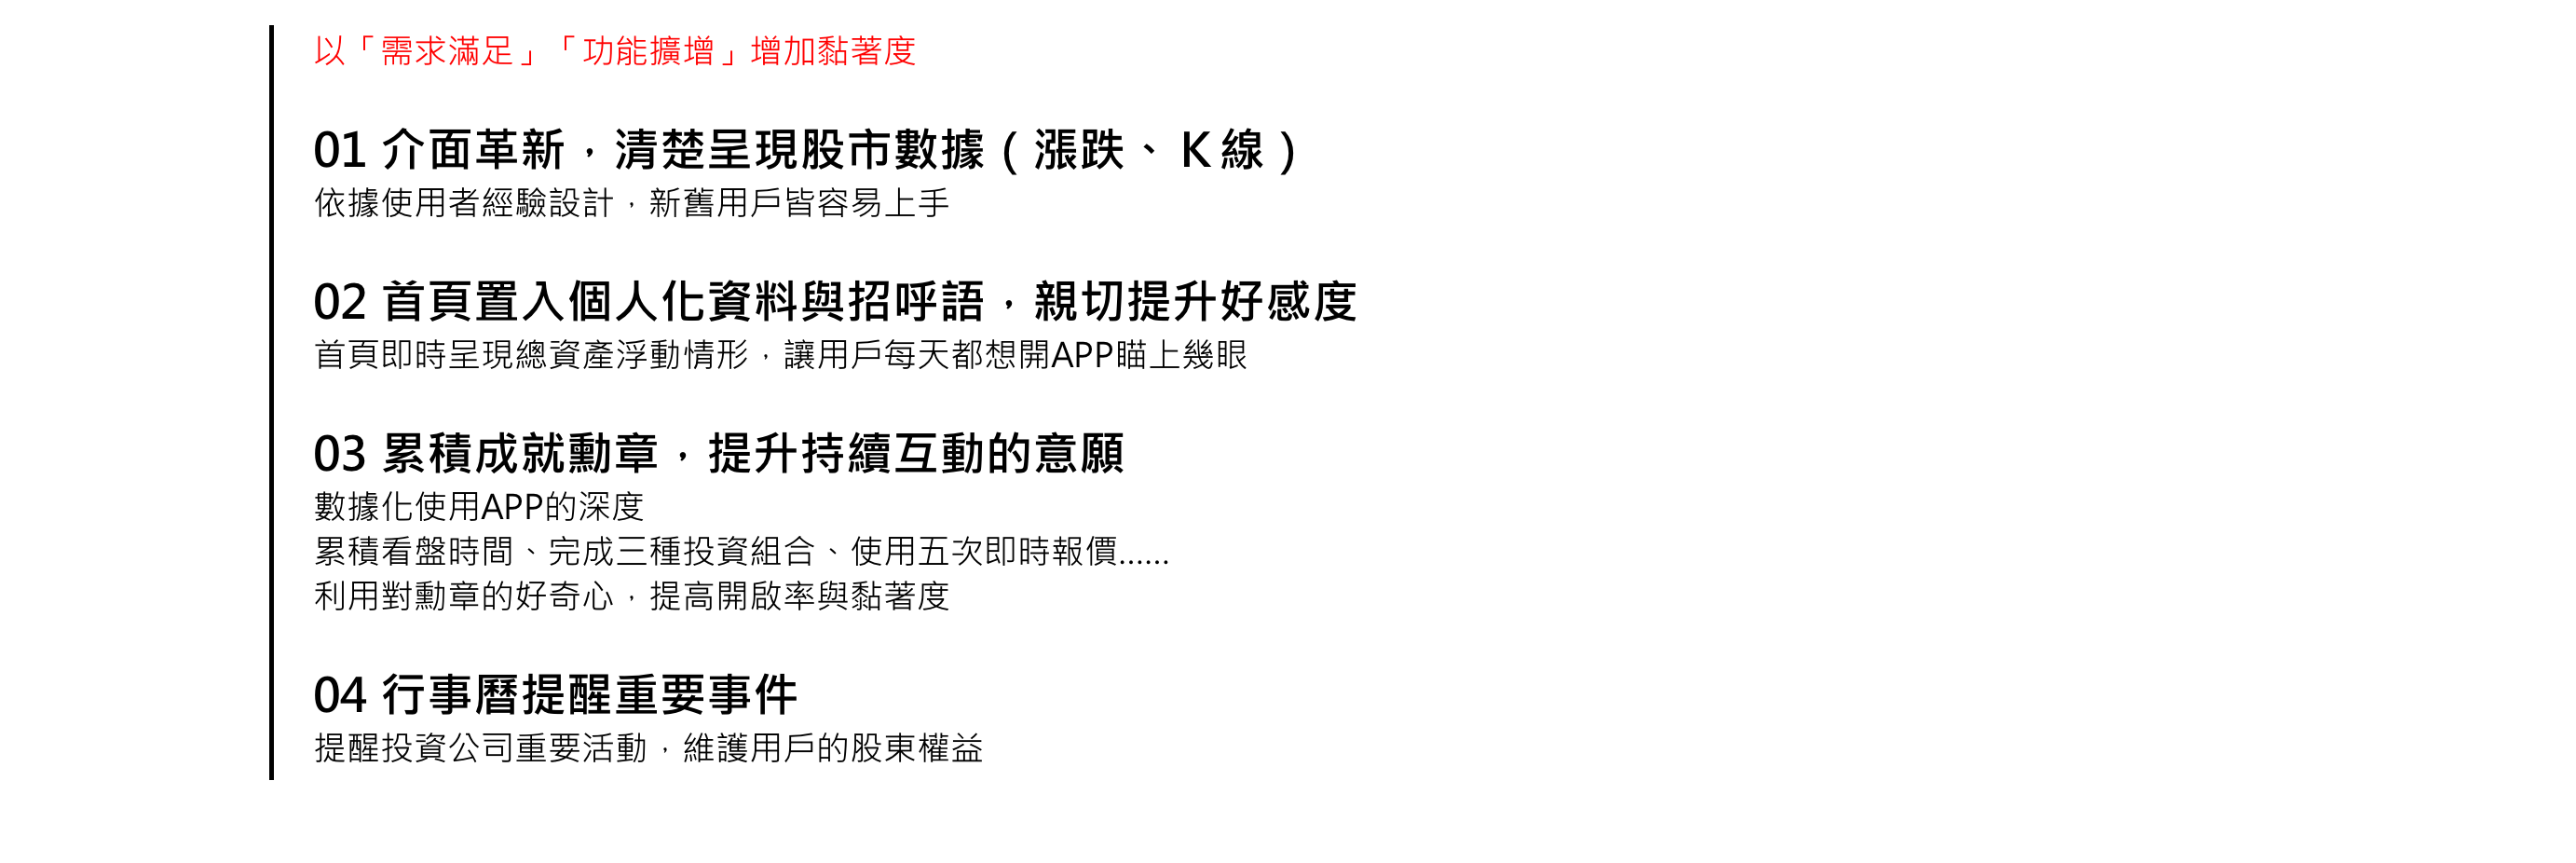 以「需求滿足」「功能擴增」增加黏著度
01 介面革新，清楚呈現股市數據（漲跌、K線）
依據使用者經驗設計，新舊用戶皆容易上手
02 首頁置入個人化資料與招呼語，親切提升好感度
首頁即時呈現總資產浮動情形，讓用戶每天都想開APP瞄上幾眼
03 累積成就勳章，提升持續互動的意願
數據化使用APP的深度
累積看盤時間、完成三種投資組合、使用五次即時報價......
利用對勳章的好奇心，提高開啟率與黏著度
04 行事曆提醒重要事件
提醒投資公司重要活動，維護用戶的股東權益